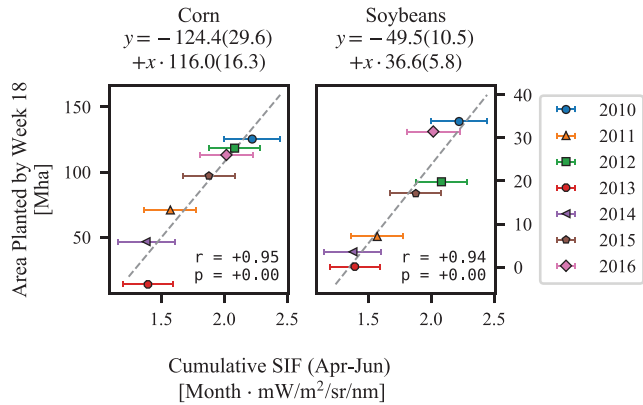 Corn
y = −124.4(29.6)
+x · 116.0(16.3)
Soybeans
y = −49.5(10.5)
+x · 36.6(5.8)
Area Planted by Week 18
[Mha]
150
100
50
r = +0.95
p = +0.00
1.5
2.0
2.5
r = +0.94
p = +0.00
1.5
2.0
2.5
40
30
20
10
0
2010
2011
2012
2013
2014
2015
2016
Cumulative SIF (Apr-Jun)
[Month · mW/m²/sr/nm]